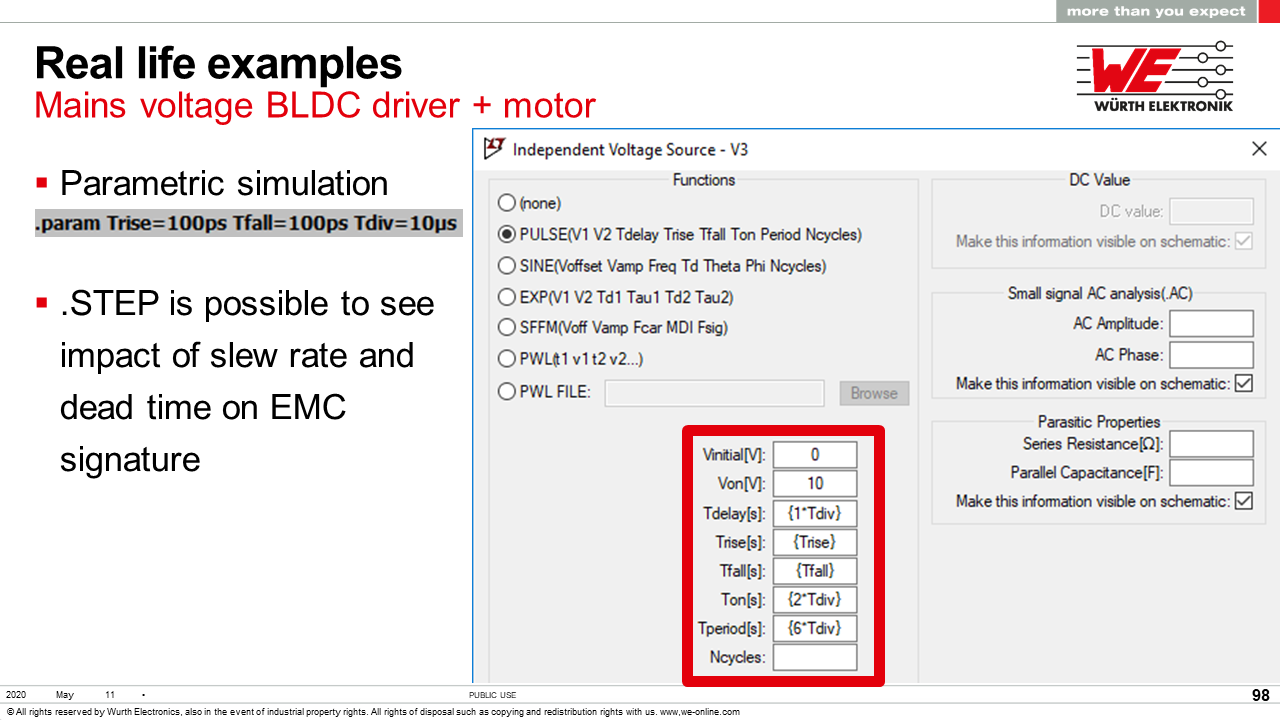 more than you expect
Real life examples
Mains voltage BLDC driver + motor
WE
WÜRTH ELEKTRONIK
Parametric simulation
.param Trise=100ps Tfall=100ps Tdiv=10µs
.STEP is possible to see
impact of slew rate and
dead time on EMC
signature
Independent Voltage Source - V3
Functions
(none)
PULSE(V1 V2 Tdelay Trise Tfall Ton Period Ncycles)
SINE(Voffset Vamp Freq Td Theta Phi Ncycles)
EXP(V1 V2 Td1 Tau1 Td2 Tau2)
SFFM(Voff Vamp Fcar MDI Fsig)
PWL(t1 v1 t2 v2...)
PWL FILE: Browse
Vinitial[V]: 0
Von[V]: 10
Tdelay[s]: {1*Tdiv}
Trise[s]: {Trise}
Tfall[s]: {Tfall}
Ton[s]: {2*Tdiv}
Tperiod[s]: {6*Tdiv}
Ncycles:
DC Value
DC value:
Make this information visible on schematic:
Small signal AC analysis(.AC)
AC Amplitude:
AC Phase:
Make this information visible on schematic:
Parasitic Properties
Series Resistance[Ω]:
Parallel Capacitance[F]:
Make this information visible on schematic:
2020 May 11 • PUBLIC USE 98
© All rights reserved by Wurth Electronics, also in the event of industrial property rights. All rights of disposal such as copying and redistribution rights with us. www,we-online.com